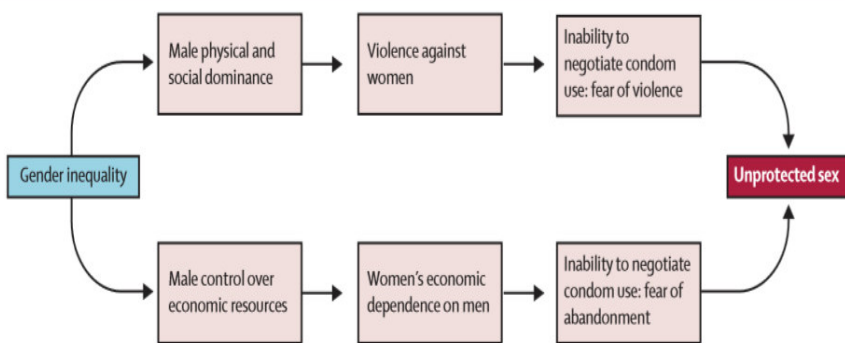 Male physical and
social dominance
Violence against
women
Inability to
negotiate condom
use: fear of violence
Gender inequality
Unprotected sex
Male control over
economic resources
Women's economic
dependence on men
Inability to negotiate
condom use: fear of
abandonment